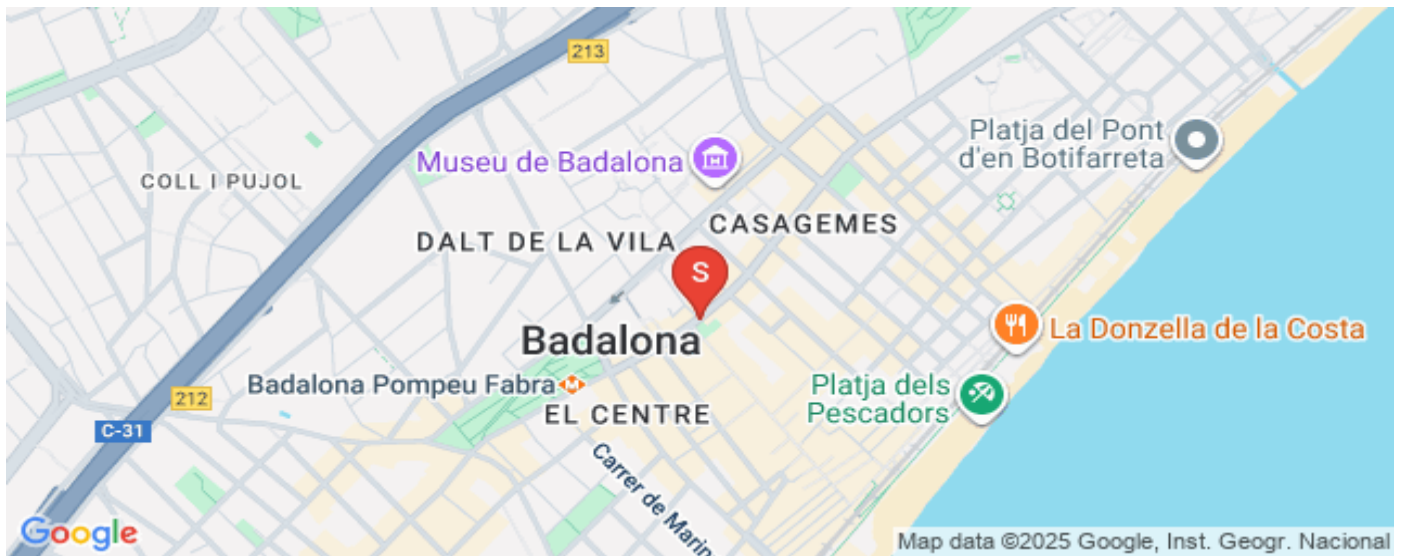 213
Platja del Pont
d'en Botifarreta
Museu de Badalona
COLL I PUJOL
CASAGEMES
DALT DE LA VILA
S
La Donzella de la Costa
Badalona
Badalona Pompeu Fabra
Platja dels
Pescadors
212
EL CENTRE
C-31
Carrer de Marin
Google
Map data ©2025 Google, Inst. Geogr. Nacional